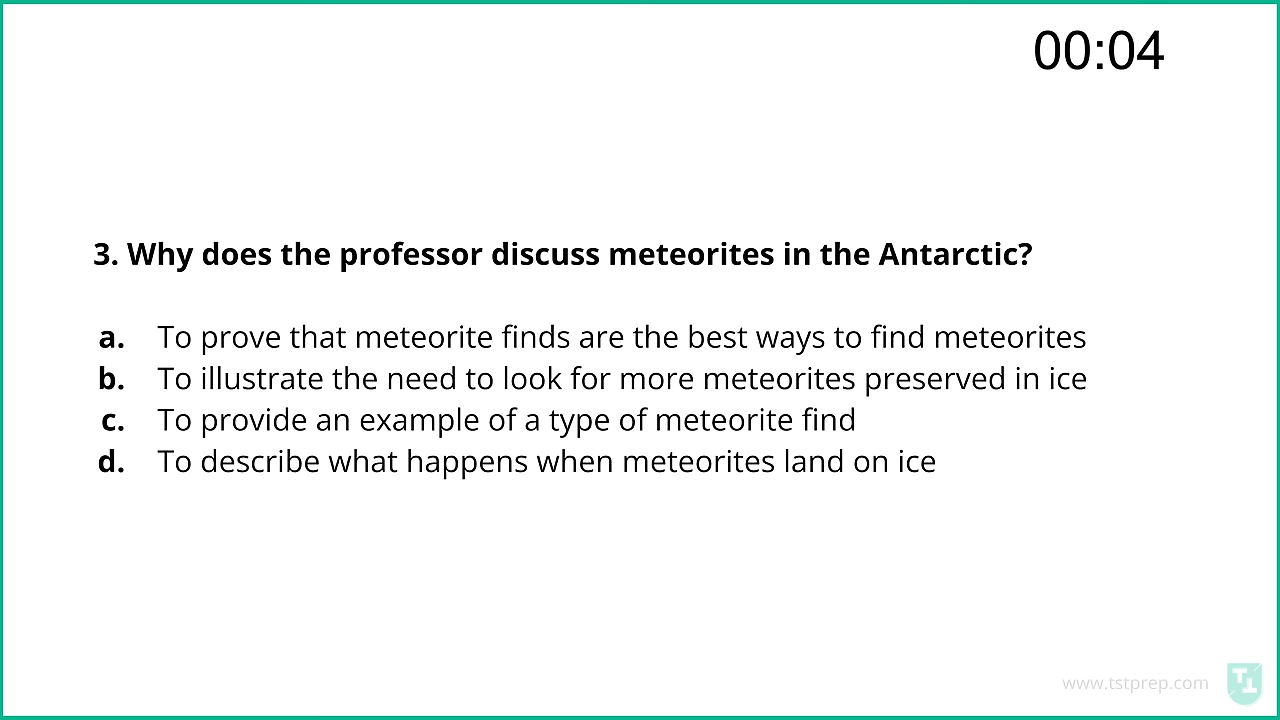 00:04
3. Why does the professor discuss meteorites in the Antarctic?
a. To prove that meteorite finds are the best ways to find meteorites
b. To illustrate the need to look for more meteorites preserved in ice
c. To provide an example of a type of meteorite find
d. To describe what happens when meteorites land on ice
www.tstprep.com